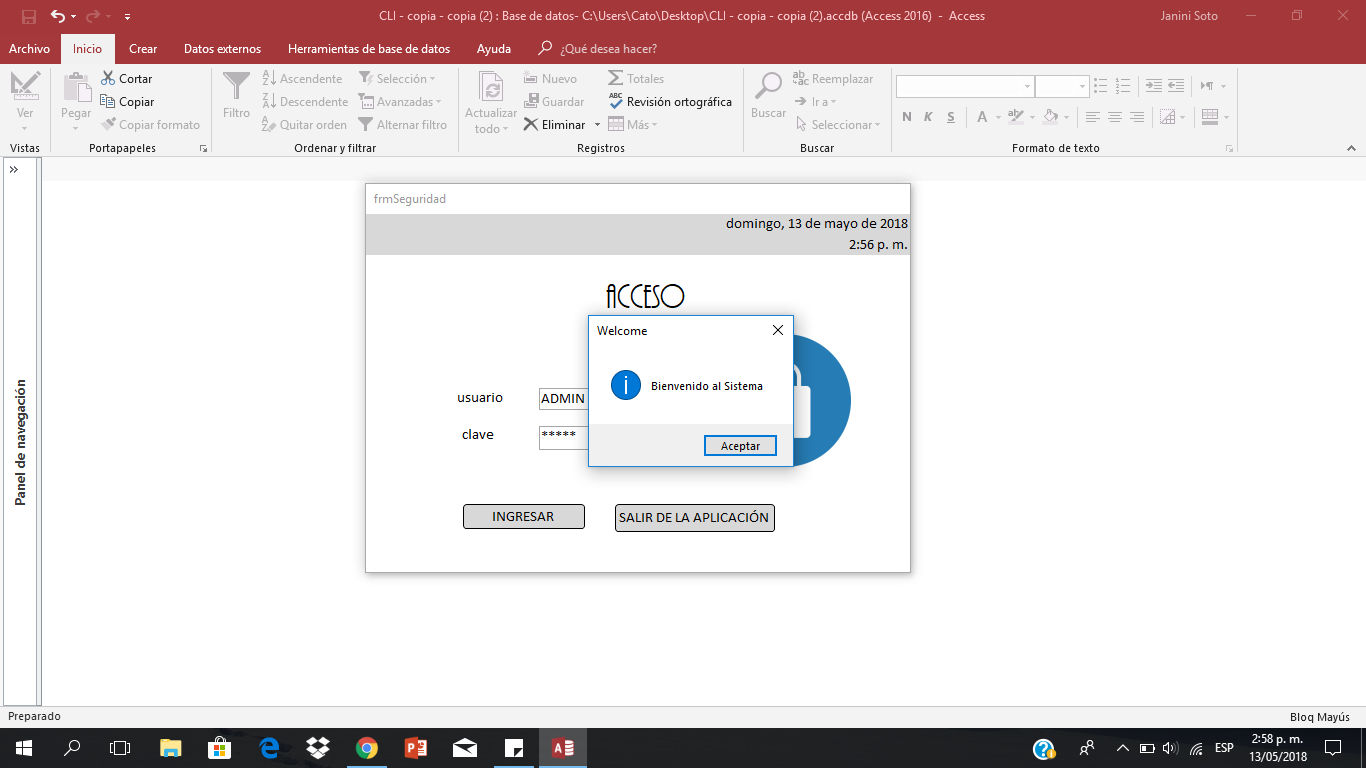 CLI - copia - copia (2) : Base de datos- C:\Users\Cato\Desktop\CLI - copia - copia (2).accdb (Access 2016) - Access
Janini Soto
Archivo Inicio Crear Datos externos Herramientas de base de datos Ayuda ¿Qué desea hacer?
Ver
Vistas
Pegar
Cortar
Copiar
Copiar formato
Portapapeles
Filtro
Ascendente
Descendente
Quitar orden
Selección
Avanzadas
Alternar filtro
Ordenar y filtrar
Actualizar
todo
Nuevo
Guardar
Eliminar
Totales
Revisión ortográfica
Más
Registros
Buscar
Reemplazar
Ir a
Seleccionar
Buscar
N K S A
Formato de texto
Panel de navegación
frmSeguridad
domingo, 13 de mayo de 2018
2:56 p. m.
ACCESO
Welcome
Bienvenido al Sistema
Aceptar
usuario ADMIN
clave *****
INGRESAR
SALIR DE LA APLICACIÓN
Preparado
Bloq Mayús
ESP
2:58 p. m.
13/05/2018